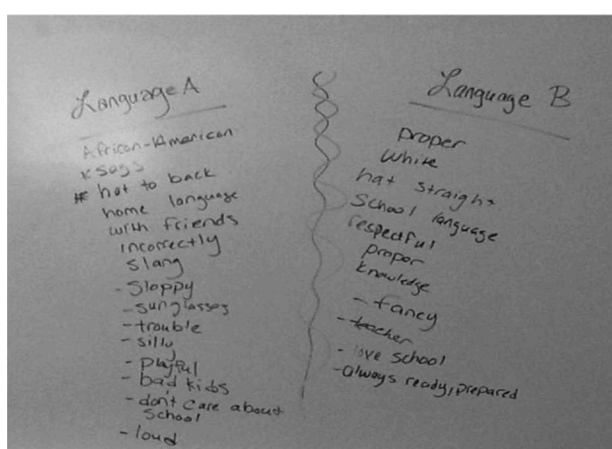 Language A
African-American
# hat to back
home language
with friends
incorrectly
slang
- Sloppy
- sunglasses
- trouble
- silly
- playful
- bad kids
- don't care about
school
- loud
Language B
proper
white
hat straight
School language
respectful
proper
knowledge
- fancy
- teacher
- love school
- always ready, prepared